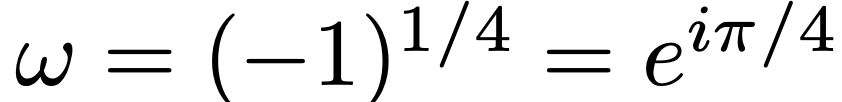 ω = (−1)^{1/4} = e^{iπ/4}